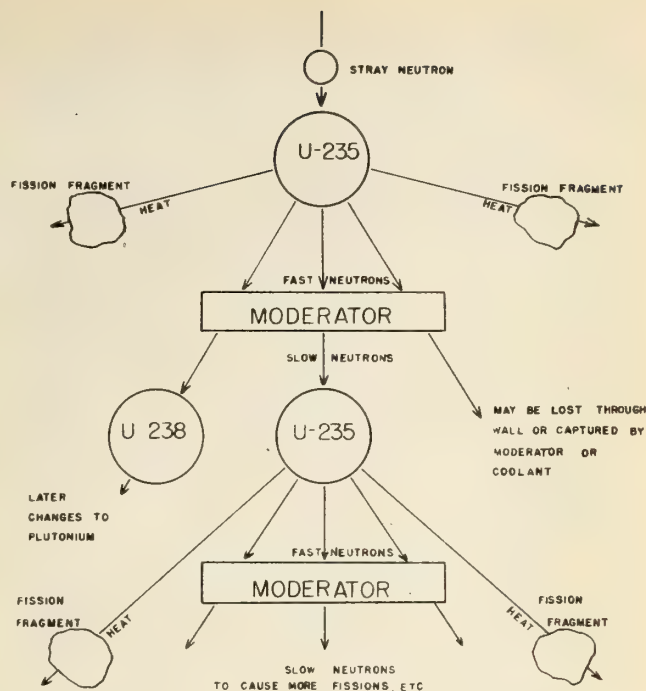 STRAY NEUTRON
U-235
FISSION FRAGMENT
HEAT
HEAT
FISSION FRAGMENT
FAST NEUTRONS
MODERATOR
SLOW NEUTRONS
U 238
U-235
MAY BE LOST THROUGH
WALL OR CAPTURED BY
MODERATOR OR
COOLANT
LATER
CHANGES TO
PLUTONIUM
FAST NEUTRONS
MODERATOR
FISSION
FRAGMENT
HEAT
HEAT
FISSION
FRAGMENT
SLOW NEUTRONS
TO CAUSE MORE FISSIONS, ETC